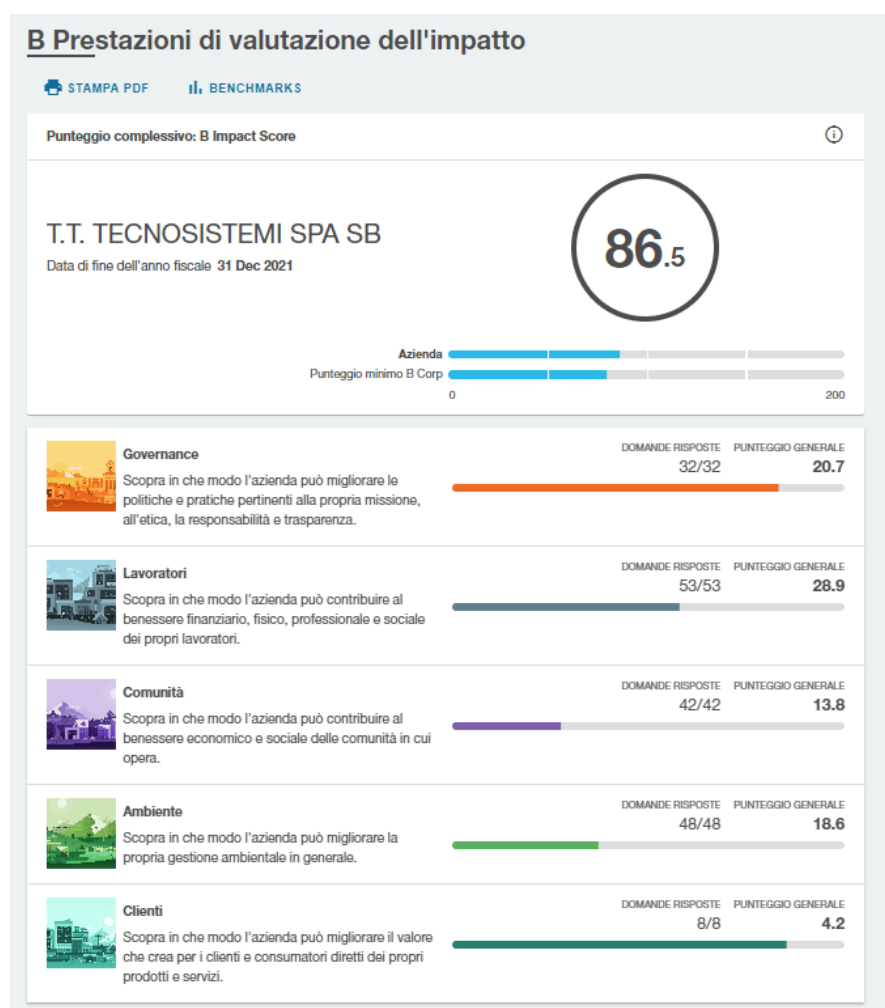 B Prestazioni di valutazione dell'impatto
STAMPA PDF BENCHMARKS
Punteggio complessivo: B Impact Score
T.T. TECNOSISTEMI SPA SB
Data di fine dell'anno fiscale 31 Dec 2021
86.5
Azienda
Punteggio minimo B Corp
0 200
Governance
Scopra in che modo l'azienda può migliorare le
politiche e pratiche pertinenti alla propria missione,
all'etica, la responsabilità e trasparenza.
DOMANDE RISPOSTE PUNTEGGIO GENERALE
32/32 20.7
Lavoratori
Scopra in che modo l'azienda può contribuire al
benessere finanziario, fisico, professionale e sociale
dei propri lavoratori.
DOMANDE RISPOSTE PUNTEGGIO GENERALE
53/53 28.9
Comunità
Scopra in che modo l'azienda può contribuire al
benessere economico e sociale delle comunità in cui
opera.
DOMANDE RISPOSTE PUNTEGGIO GENERALE
42/42 13.8
Ambiente
Scopra in che modo l'azienda può migliorare la
propria gestione ambientale in generale.
DOMANDE RISPOSTE PUNTEGGIO GENERALE
48/48 18.6
Clienti
Scopra in che modo l'azienda può migliorare il valore
che crea per i clienti e consumatori diretti dei propri
prodotti e servizi.
DOMANDE RISPOSTE PUNTEGGIO GENERALE
8/8 4.2